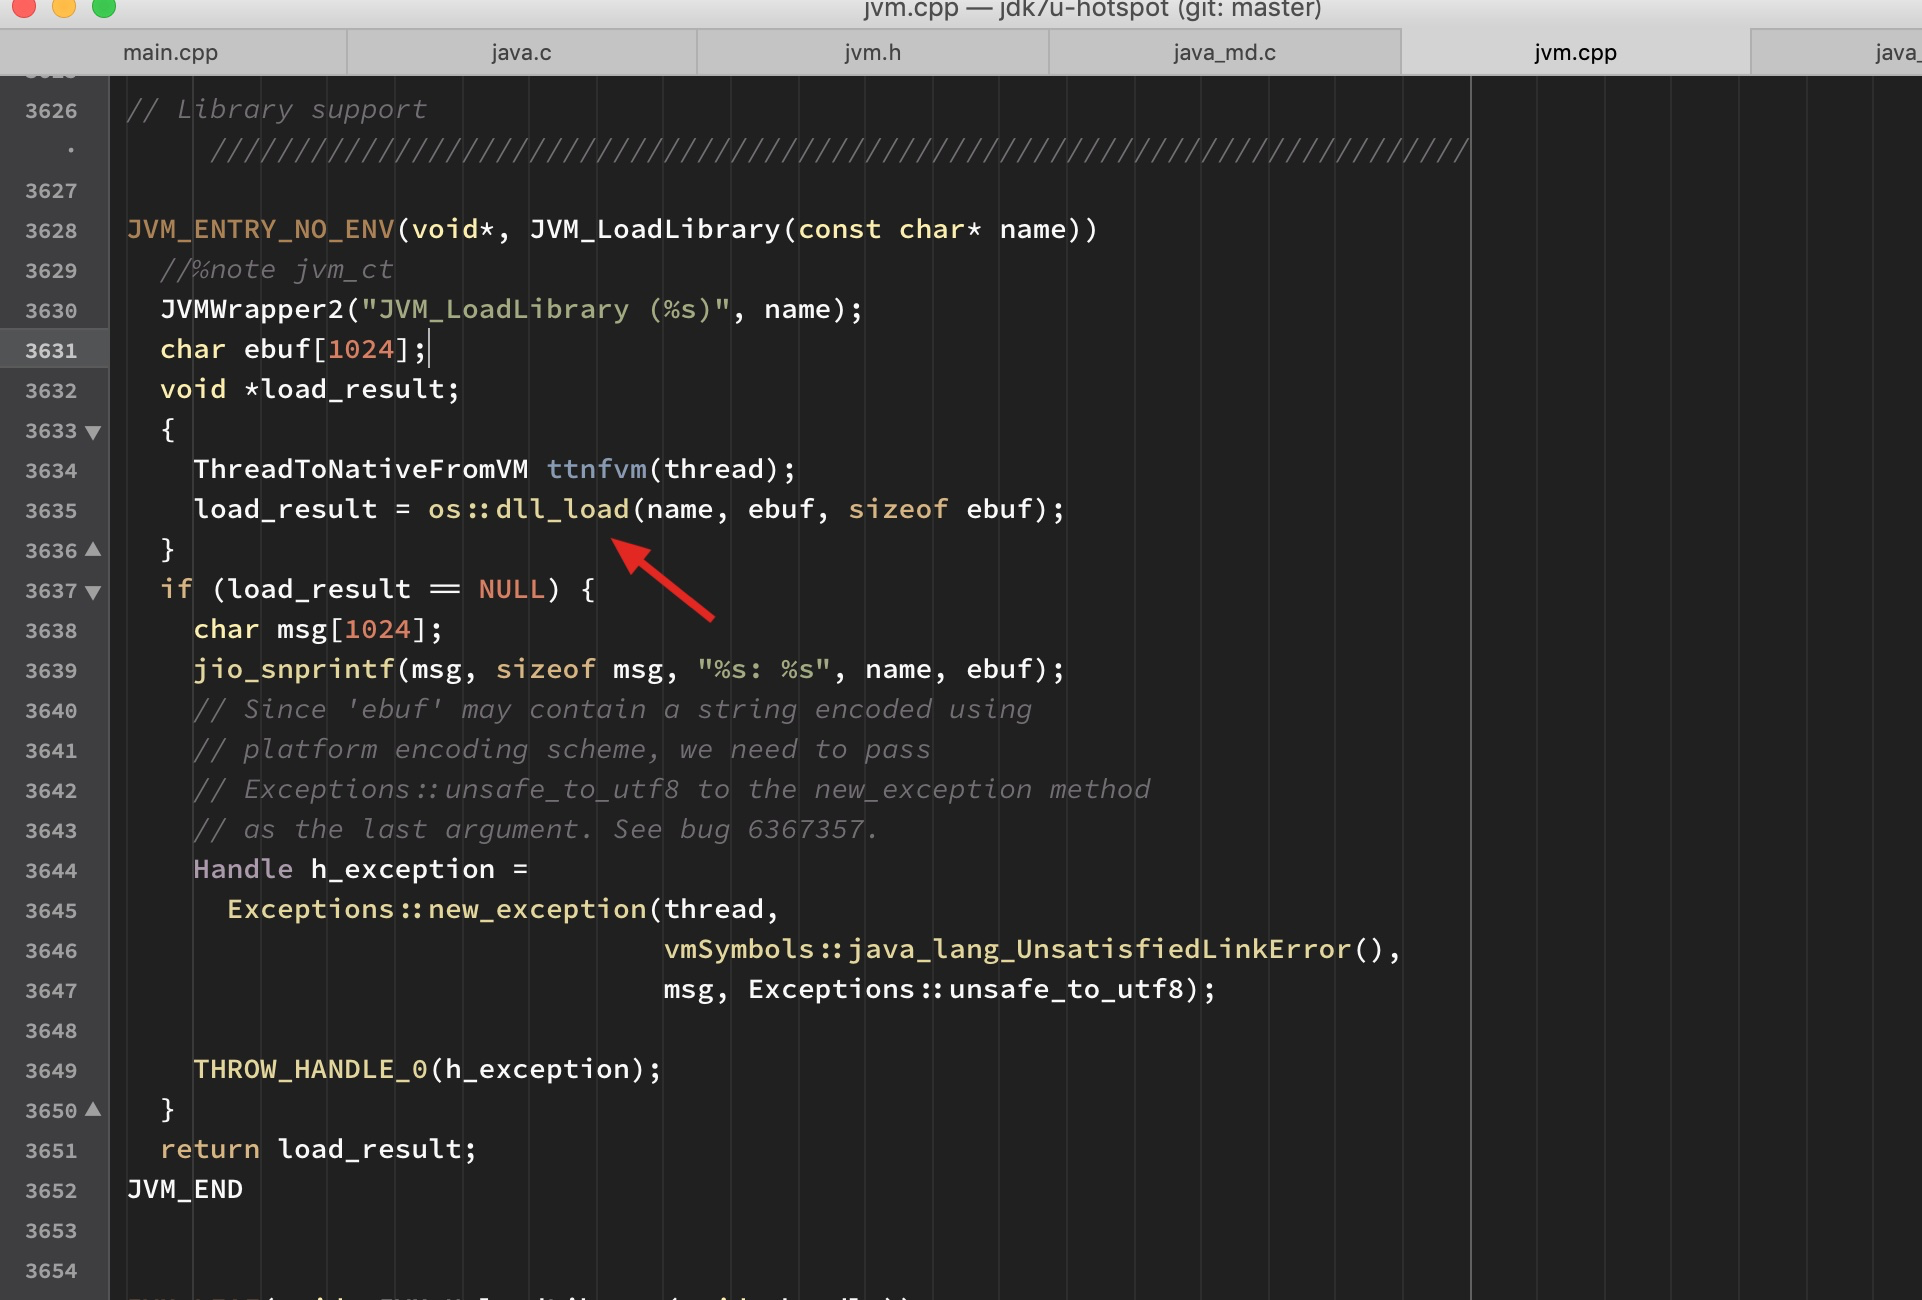 jvm.cpp — jdk7u-hotspot (git: master)
main.cpp java.c jvm.h java_md.c jvm.cpp java_
3626 // Library support
· ///////////////////////////////////////////////////////////////////////////
3627
3628 JVM_ENTRY_NO_ENV(void*, JVM_LoadLibrary(const char* name))
3629 //%note jvm_ct
3630 JVMWrapper2("JVM_LoadLibrary (%s)", name);
3631 char ebuf[1024];
3632 void *load_result;
3633 {
3634 ThreadToNativeFromVM ttnfvm(thread);
3635 load_result = os::dll_load(name, ebuf, sizeof ebuf);
3636 }
3637 if (load_result == NULL) {
3638 char msg[1024];
3639 jio_snprintf(msg, sizeof msg, "%s: %s", name, ebuf);
3640 // Since 'ebuf' may contain a string encoded using
3641 // platform encoding scheme, we need to pass
3642 // Exceptions::unsafe_to_utf8 to the new_exception method
3643 // as the last argument. See bug 6367357.
3644 Handle h_exception =
3645 Exceptions::new_exception(thread,
3646 vmSymbols::java_lang_UnsatisfiedLinkError(),
3647 msg, Exceptions::unsafe_to_utf8);
3648
3649 THROW_HANDLE_0(h_exception);
3650 }
3651 return load_result;
3652 JVM_END
3653
3654